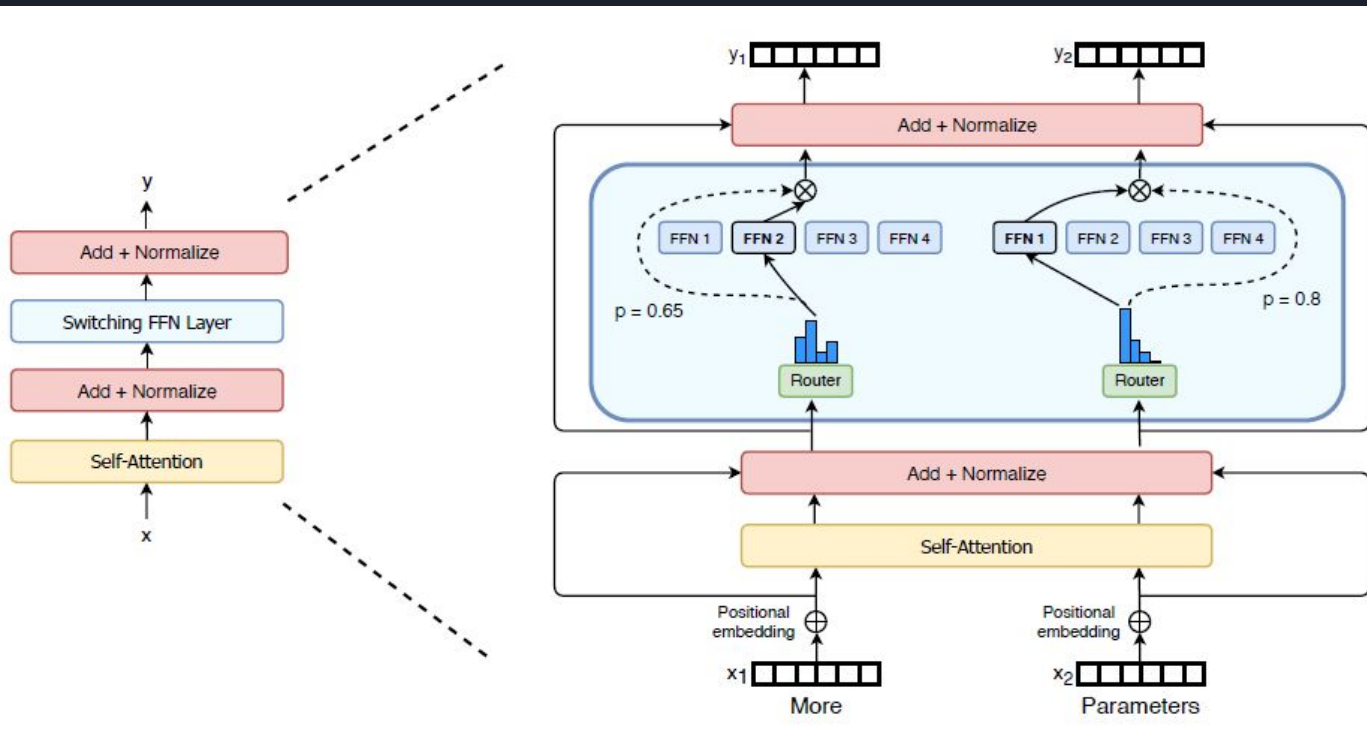 y
Add + Normalize
Switching FFN Layer
Add + Normalize
Self-Attention
x
y1
y2
Add + Normalize
FFN 1 FFN 2 FFN 3 FFN 4
FFN 1 FFN 2 FFN 3 FFN 4
p = 0.65
p = 0.8
Router
Router
Add + Normalize
Self-Attention
Positional
embedding
Positional
embedding
x1
x2
More
Parameters